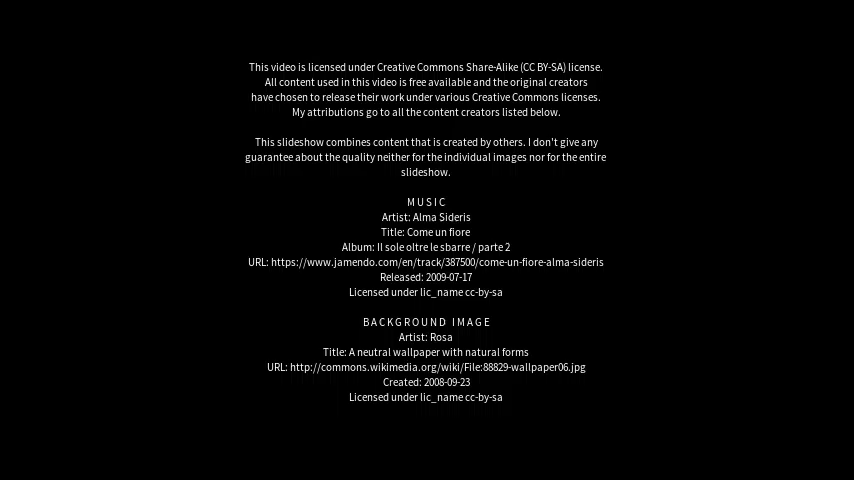 This video is licensed under Creative Commons Share-Alike (CC BY-SA) license.
All content used in this video is free available and the original creators
have chosen to release their work under various Creative Commons licenses.
My attributions go to all the content creators listed below.
This slideshow combines content that is created by others. I don't give any
guarantee about the quality neither for the individual images nor for the entire
slideshow.
MUSIC
Artist: Alma Sideris
Title: Come un fiore
Album: Il sole oltre le sbarre / parte 2
URL: https://www.jamendo.com/en/track/387500/come-un-fiore-alma-sideris
Released: 2009-07-17
Licensed under lic_name cc-by-sa
BACKGROUND IMAGE
Artist: Rosa
Title: A neutral wallpaper with natural forms
URL: http://commons.wikimedia.org/wiki/File:88829-wallpaper06.jpg
Created: 2008-09-23
Licensed under lic_name cc-by-sa